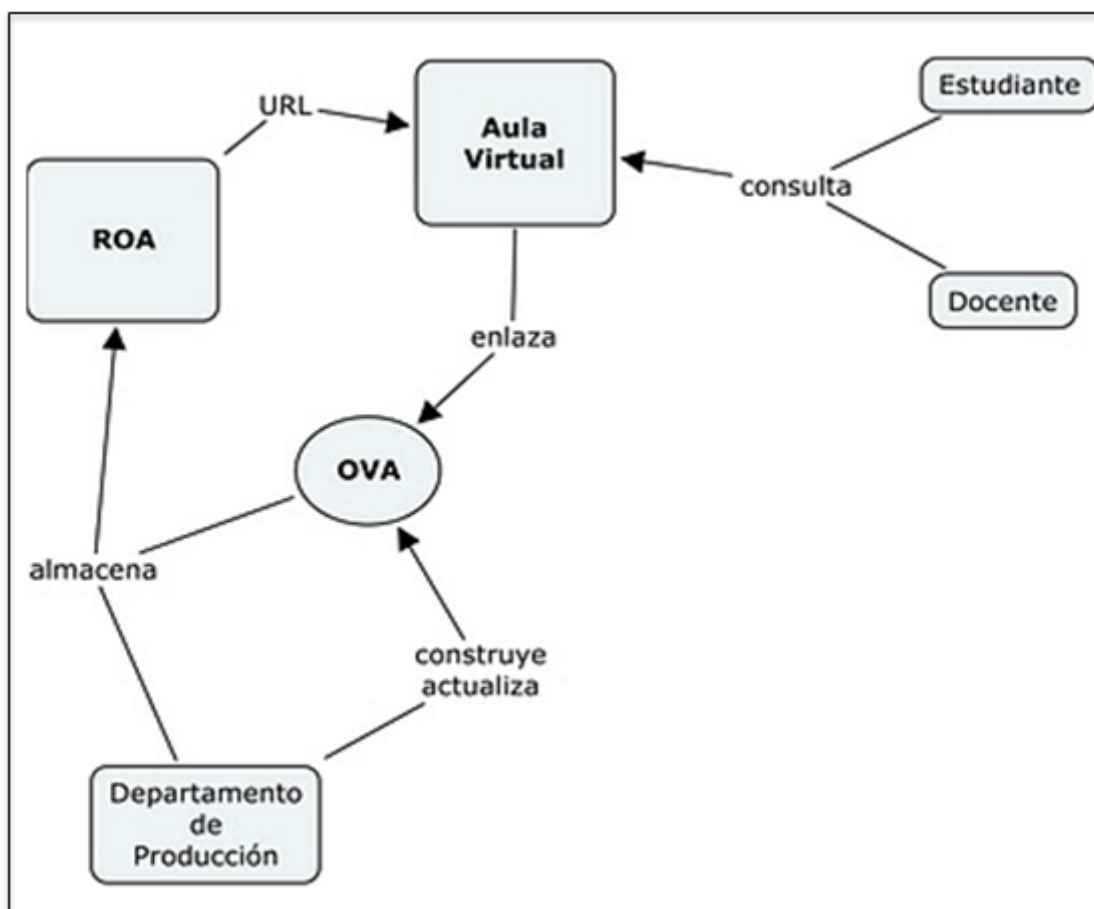 URL
Aula
Virtual
Estudiante
consulta
ROA
Docente
enlaza
OVA
almacena
construye
actualiza
Departamento
de
Producción